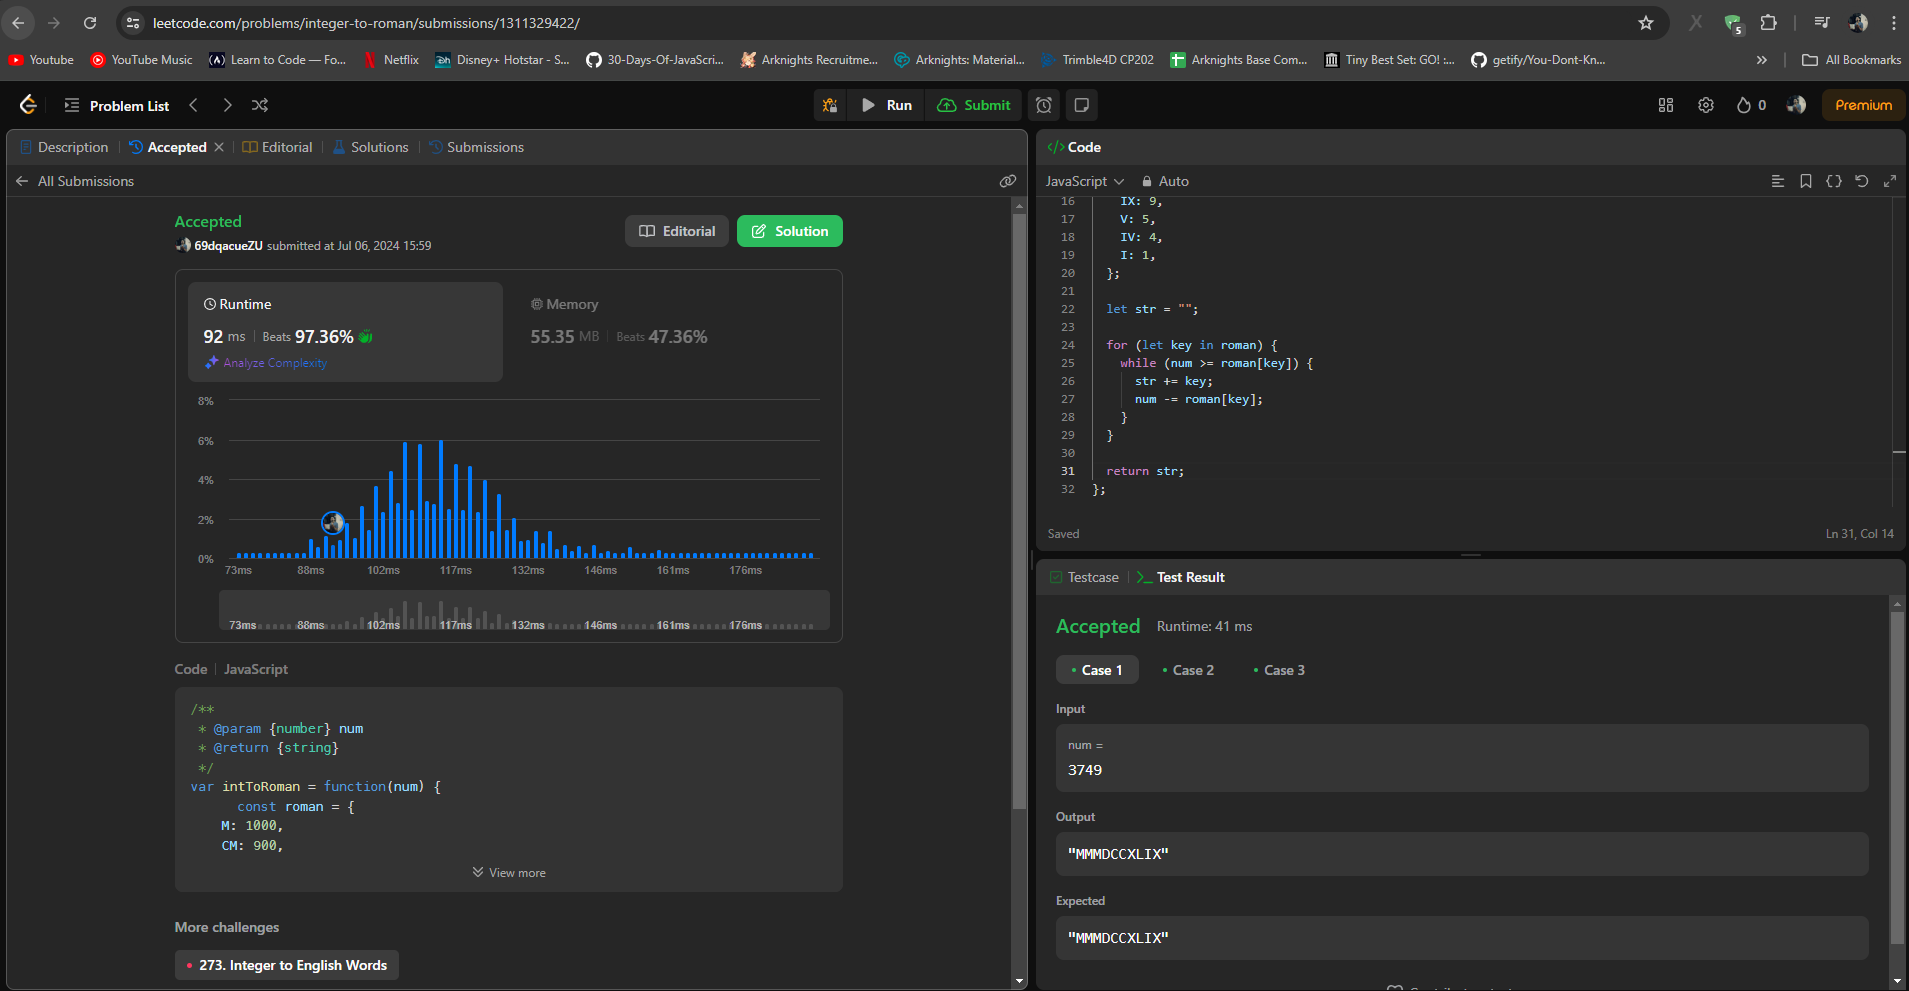 leetcode.com/problems/integer-to-roman/submissions/1311329422/
5
Youtube
YouTube Music
Learn to Code — Fo...
Netflix
Disney+ Hotstar - S...
30-Days-Of-JavaScri...
Arknights Recruitme...
Arknights: Material...
Trimble4D CP202
Arknights Base Com...
Tiny Best Set: GO! :...
getify/You-Dont-Kn...
All Bookmarks
Problem List
Run
Submit
0
Premium
Description
Accepted
Editorial
Solutions
Submissions
All Submissions
Accepted
69dqacueZU submitted at Jul 06, 2024 15:59
Editorial
Solution
Runtime
92 ms
Beats 97.36%
Analyze Complexity
Memory
55.35 MB
Beats 47.36%
8%
6%
4%
2%
0%
73ms 88ms 102ms 117ms 132ms 146ms 161ms 176ms
73ms 88ms 102ms 117ms 132ms 146ms 161ms 176ms
Code
JavaScript
/**
* @param {number} num
* @return {string}
*/
var intToRoman = function(num) {
const roman = {
M: 1000,
CM: 900,
View more
More challenges
273. Integer to English Words
</> Code
JavaScript
Auto
16 IX: 9,
17 V: 5,
18 IV: 4,
19 I: 1,
20 };
21
22 let str = "";
23
24 for (let key in roman) {
25 while (num >= roman[key]) {
26 str += key;
27 num -= roman[key];
28 }
29 }
30
31 return str;
32 };
Saved
Ln 31, Col 14
Testcase
Test Result
Accepted
Runtime: 41 ms
Case 1
Case 2
Case 3
Input
num =
3749
Output
"MMMDCCXLIX"
Expected
"MMMDCCXLIX"